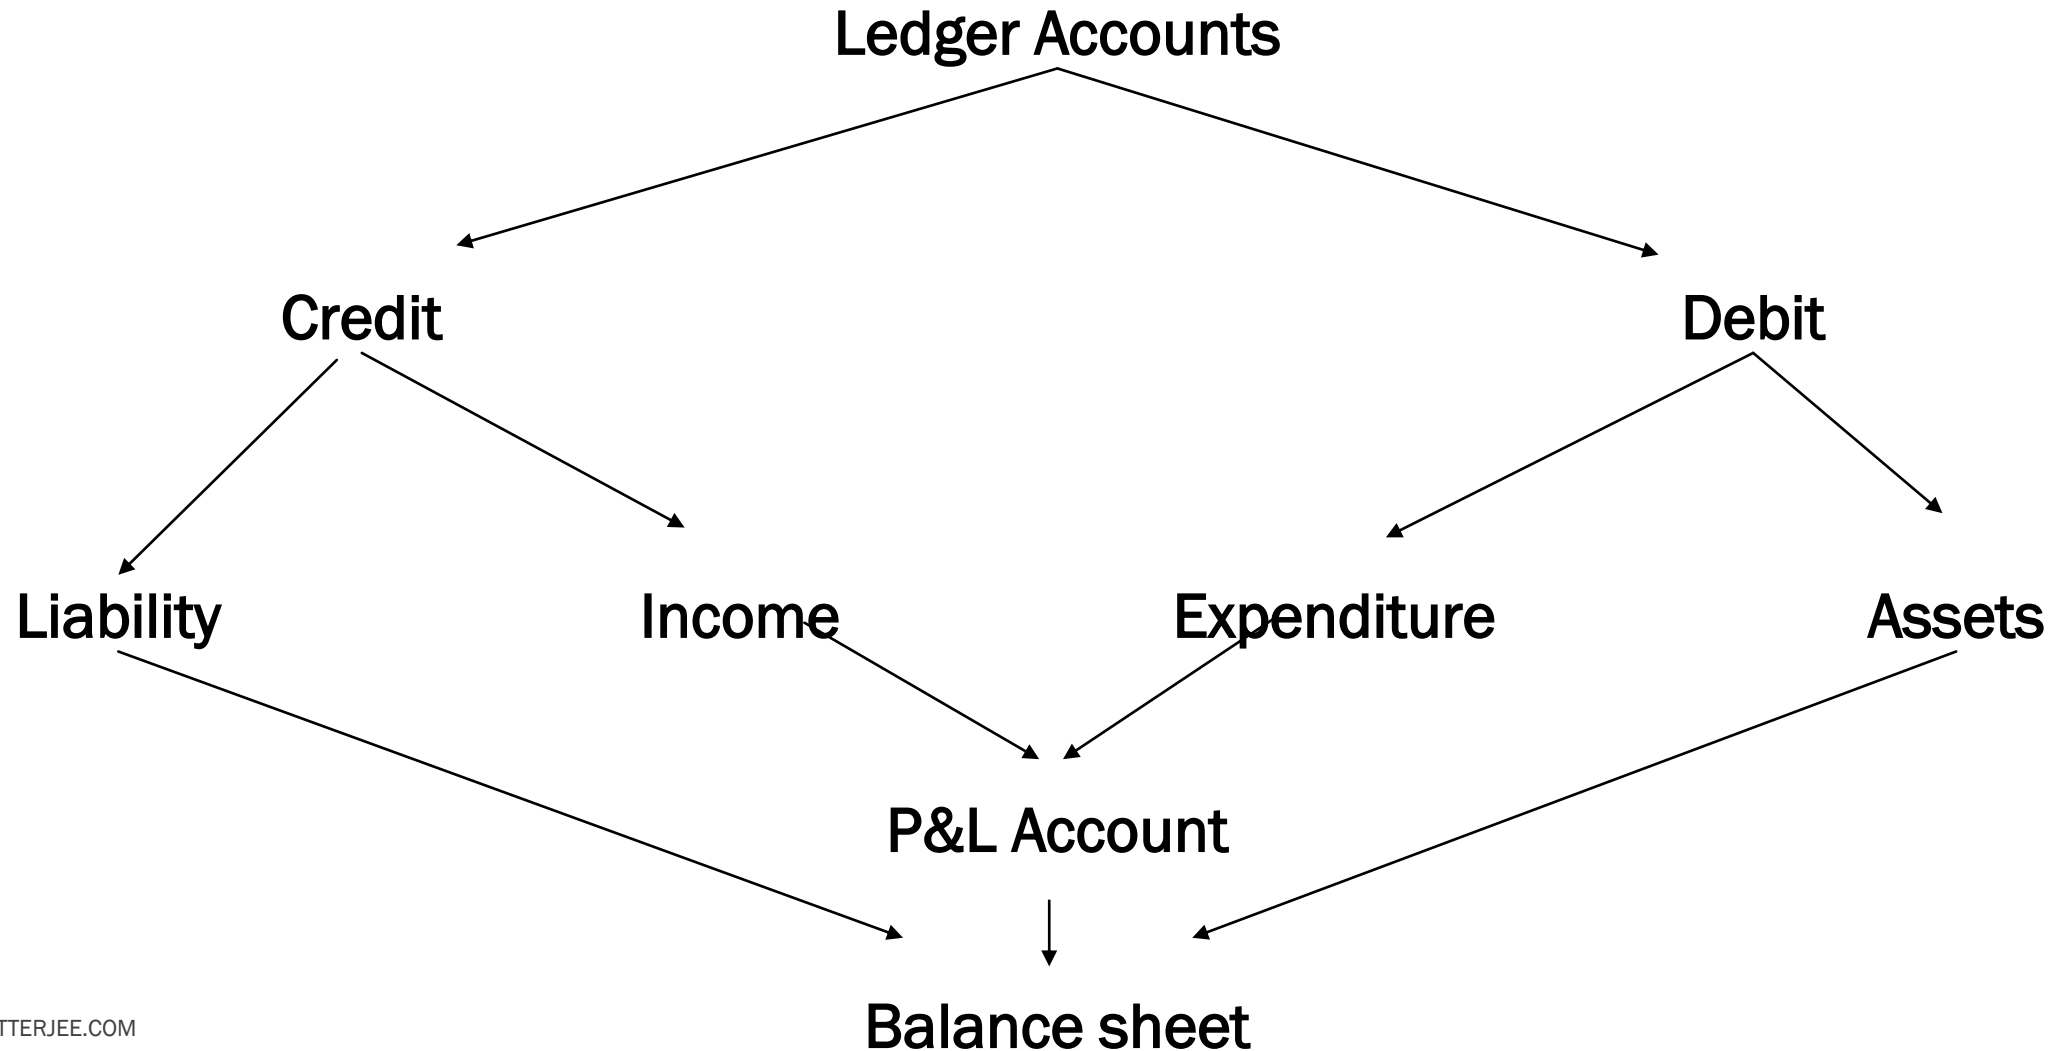 Ledger Accounts
Credit Debit
Liability Income Expenditure Assets
P&L Account
Balance sheet
TTERJEE.COM